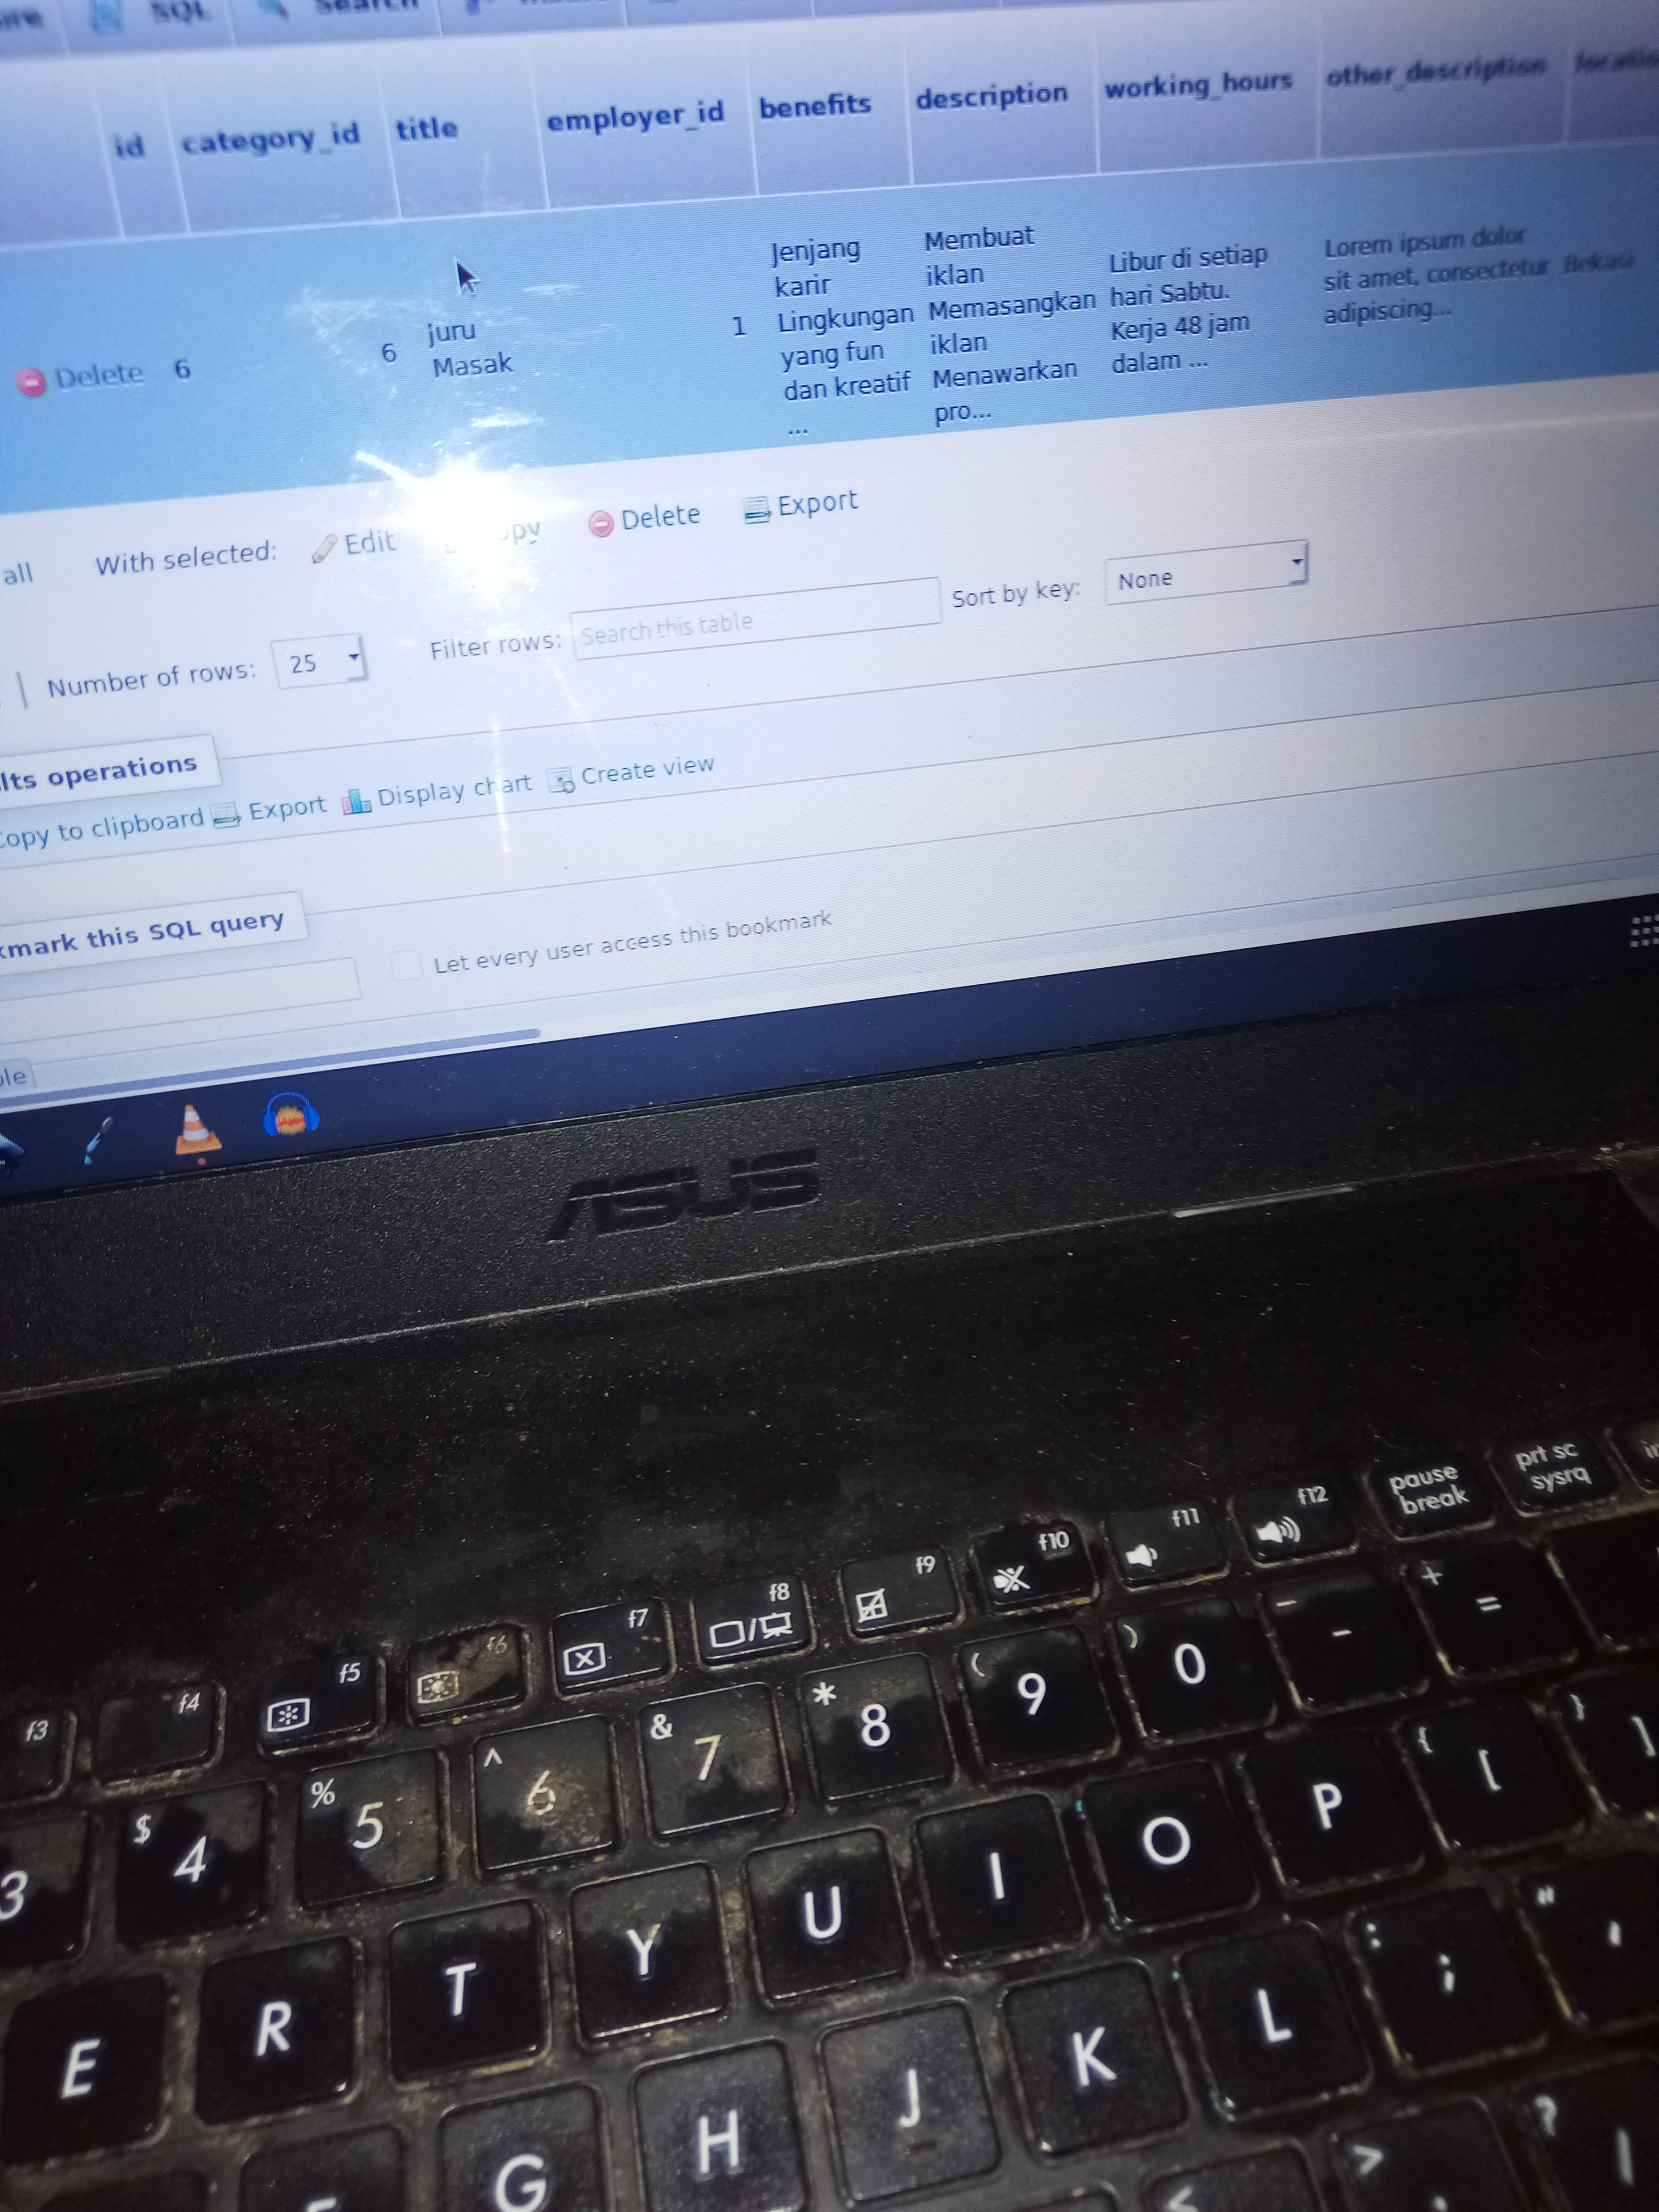 SQL
Search
id category_id title employer_id benefits description working_hours other_description
Delete 6 6 juru Masak 1 Jenjang karir Lingkungan yang fun dan kreatif ... Membuat iklan Memasangkan iklan Menawarkan pro... Libur di setiap hari Sabtu. Kerja 48 jam dalam ... Lorem ipsum dolor sit amet, consectetur adipiscing... Bekasi
all With selected: Edit Delete Export
Number of rows: 25 Filter rows: Search this table Sort by key: None
lts operations
Copy to clipboard Export Display chart Create view
kmark this SQL query
Let every user access this bookmark
ASUS
f3 f4 f5 f6 f7 f8 f9 f10 f11 f12 pause break prt sc sysrq
3 $ 4 % 5 ^ 6 & 7 * 8 ( 9 ) 0 - + =
E R T Y U I O P { [ } ]
G H J K L : ; " '
< > ?